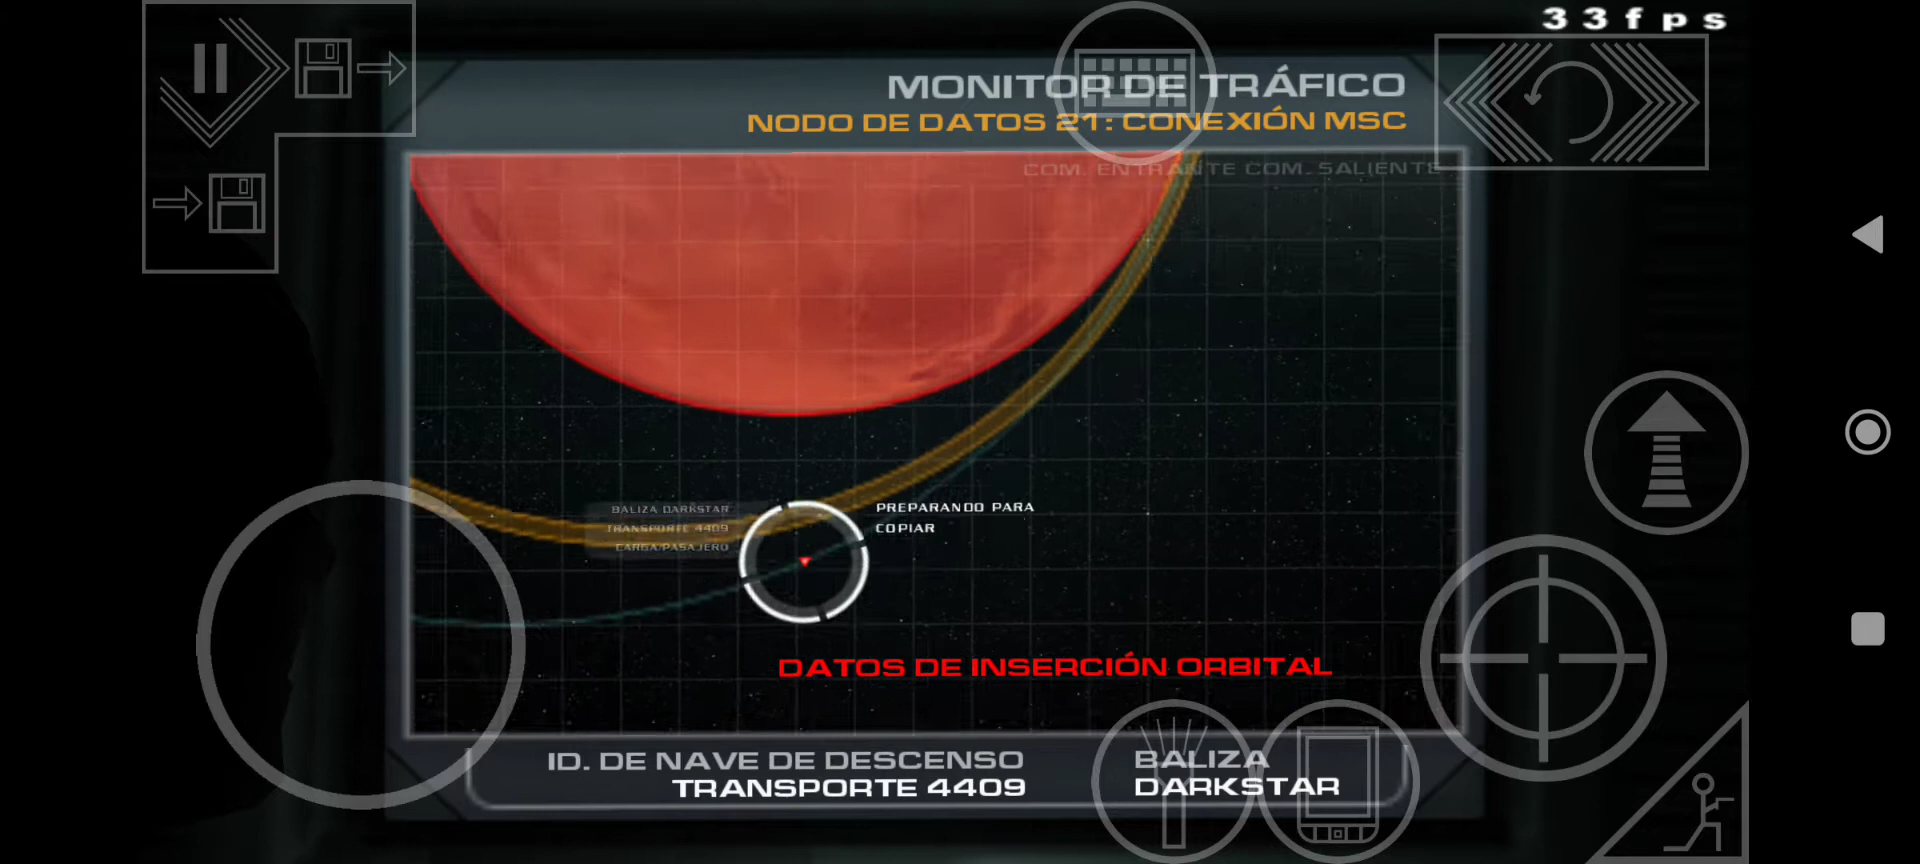 33fps
MONITOR DE TRÁFICO
NODO DE DATOS 21: CONEXIÓN MSC
COM. ENTRANTE COM. SALIENTE
BALIZA DARKSTAR
TRANSPORTE 4409
CARGA/PASAJERO
PREPARANDO PARA
COPIAR
DATOS DE INSERCIÓN ORBITAL
ID. DE NAVE DE DESCENSO
TRANSPORTE 4409
BALIZA
DARKSTAR